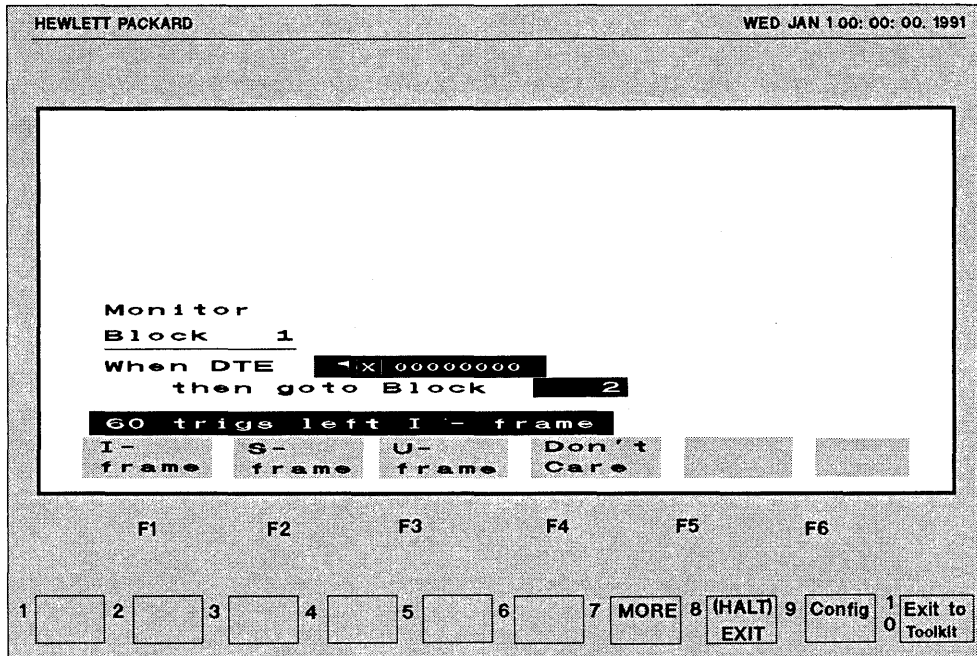 HEWLETT PACKARD WED JAN 1 00: 00: 00. 1991
Monitor
Block 1
When DTE ◄ X 00000000
then goto Block 2
60 trigs left I - frame
I- S- U- Don't
frame frame frame Care
F1 F2 F3 F4 F5 F6
1 2 3 4 5 6 7 MORE 8 (HALT) EXIT 9 Config 10 Exit to Toolkit